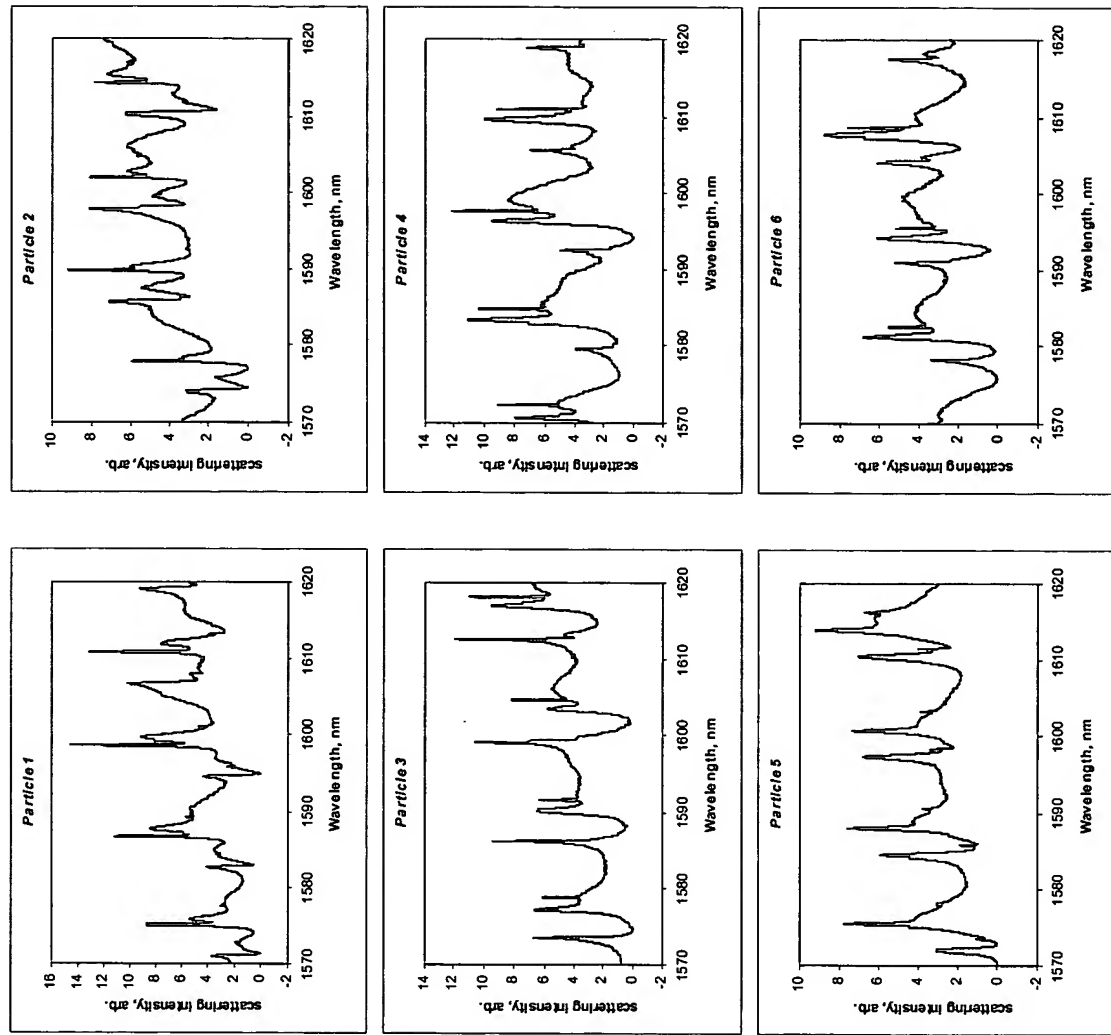 Particle 1
scattering intensity, arb.
16
14
12
10
8
6
4
2
0
-2
1570 1580 1590 1600 1610 1620
Wavelength, nm
Particle 2
scattering intensity, arb.
10
8
6
4
2
0
-2
1570 1580 1590 1600 1610 1620
Wavelength, nm
Particle 3
scattering intensity, arb.
14
12
10
8
6
4
2
0
-2
1570 1580 1590 1600 1610 1620
Wavelength, nm
Particle 4
scattering intensity, arb.
14
12
10
8
6
4
2
0
-2
1570 1580 1590 1600 1610 1620
Wavelength, nm
Particle 5
scattering intensity, arb.
10
8
6
4
2
0
-2
1570 1580 1590 1600 1610 1620
Wavelength, nm
Particle 6
scattering intensity, arb.
10
8
6
4
2
0
-2
1570 1580 1590 1600 1610 1620
Wavelength, nm